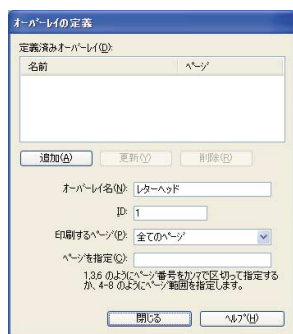 オーバーレイの定義
定義済みオーバーレイ(D):
名前 ページ
追加(A) 更新(Y) 削除(R)
オーバーレイ名(N): レターヘッド
ID: 1
印刷するページ(P): 全てのページ
ページを指定(C):
1,3,6 のようにページ番号をカンマで区切って指定する
か、4-8 のようにページ範囲を指定します。
閉じる ヘルプ(H)